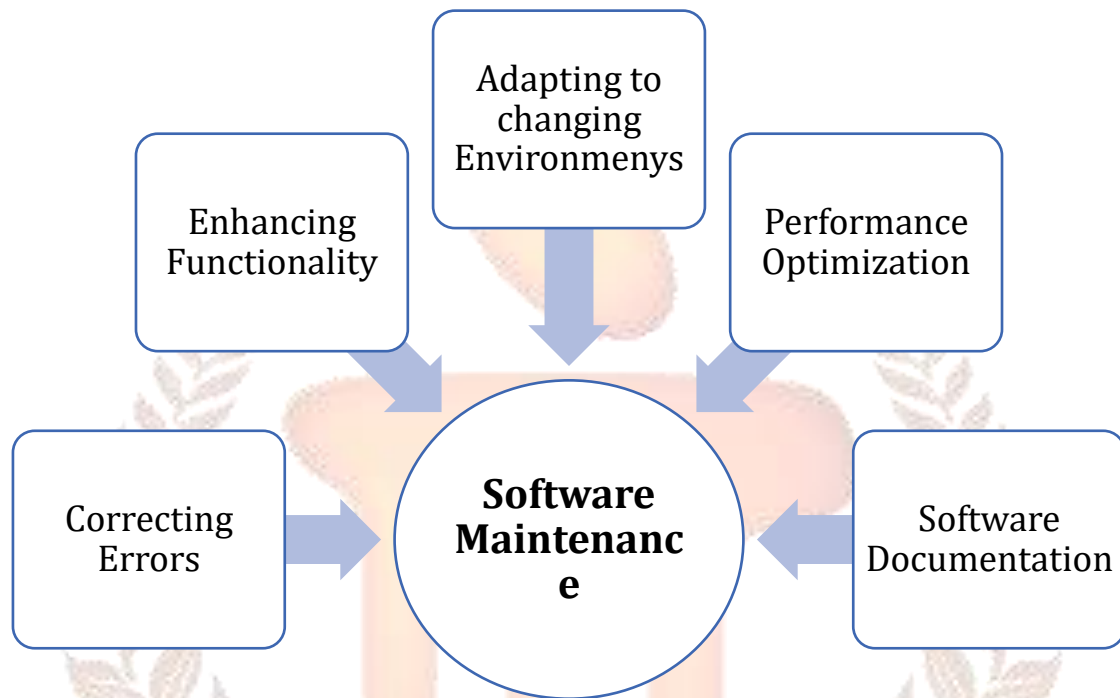 Adapting to
changing
Environmenys
Enhancing
Functionality
Performance
Optimization
Correcting
Errors
Software
Maintenanc
e
Software
Documentation